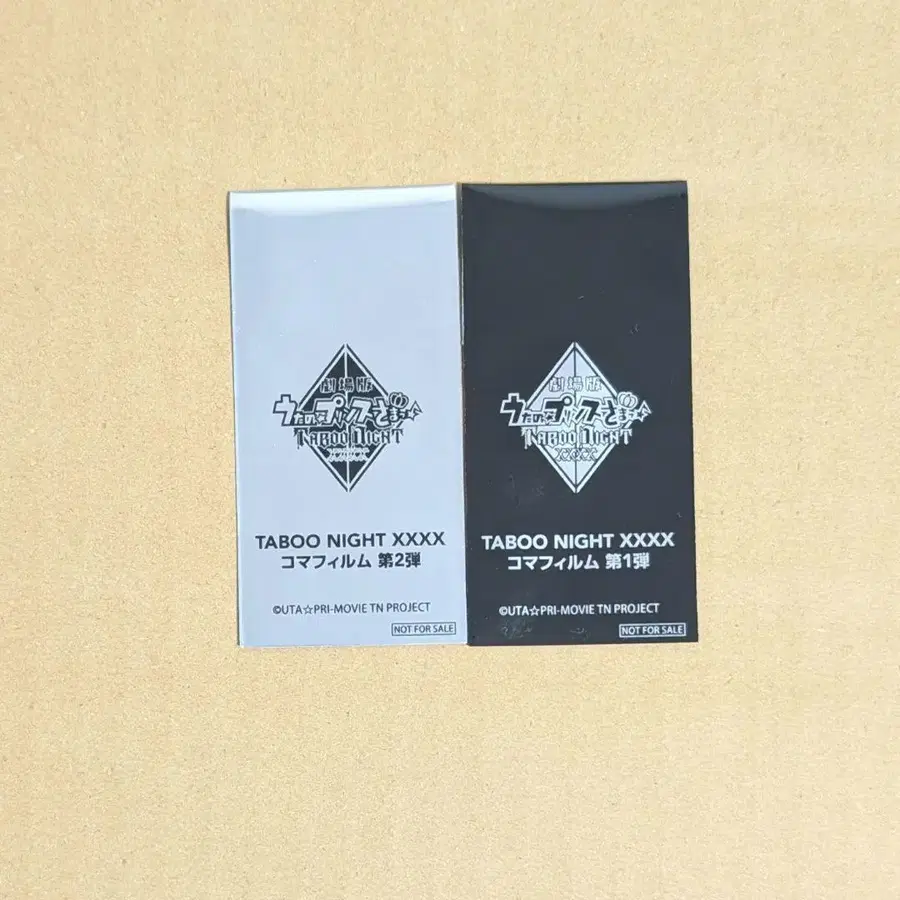 劇場版
うたの☆プリンスさまっ♪
TABOO NIGHT
XXXX
TABOO NIGHT XXXX
コマフィルム 第2弾
©UTA☆PRI-MOVIE TN PROJECT
NOT FOR SALE
劇場版
うたの☆プリンスさまっ♪
TABOO NIGHT
XXXX
TABOO NIGHT XXXX
コマフィルム 第1弾
©UTA☆PRI-MOVIE TN PROJECT
NOT FOR SALE